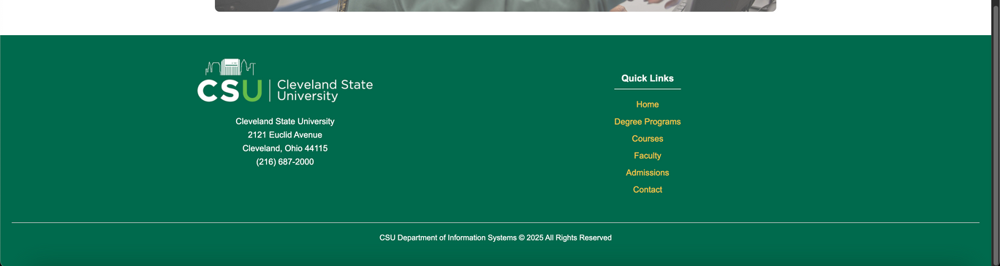 CSU
Cleveland State
University
Cleveland State University
2121 Euclid Avenue
Cleveland, Ohio 44115
(216) 687-2000
Quick Links
Home
Degree Programs
Courses
Faculty
Admissions
Contact
CSU Department of Information Systems © 2025 All Rights Reserved